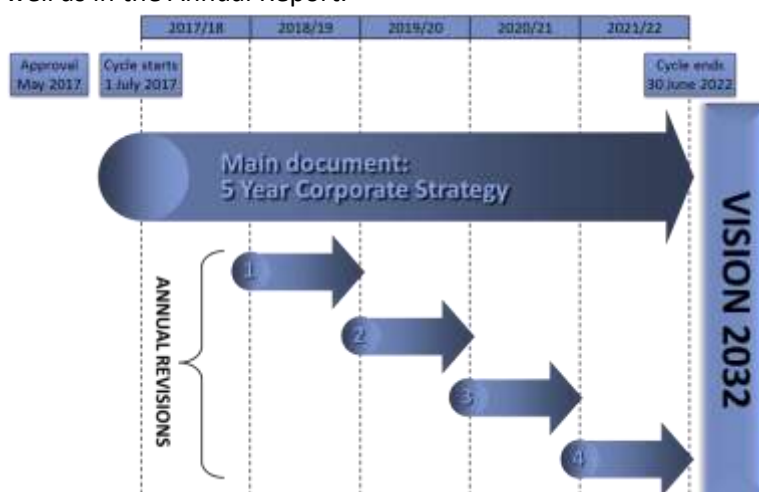 well as in the Annual Report.
2017/18 2018/19 2019/20 2020/21 2021/22
Approval
May 2017
Cycle starts
1 July 2017
Cycle ends
30 June 2022
Main document:
5 Year Corporate Strategy
VISION 2032
ANNUAL REVISIONS
1
2
3
4